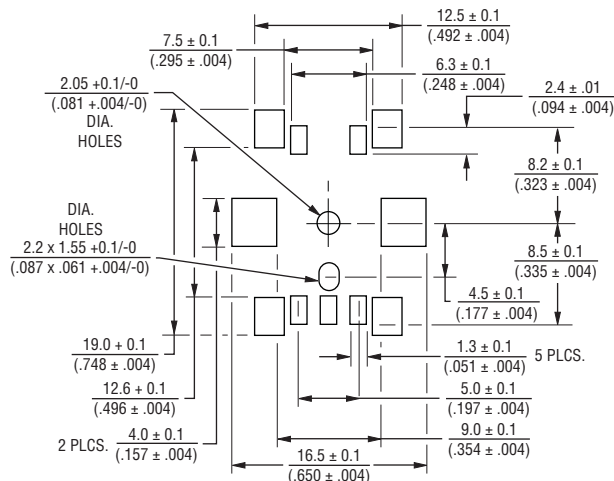 12.5 ± 0.1
(.492 ± .004)
7.5 ± 0.1
(.295 ± .004)
6.3 ± 0.1
(.248 ± .004)
2.4 ± .01
(.094 ± .004)
2.05 +0.1/-0
(.081 +.004/-0)
DIA.
HOLES
8.2 ± 0.1
(.323 ± .004)
DIA.
HOLES
2.2 x 1.55 +0.1/-0
(.087 x .061 +.004/-0)
8.5 ± 0.1
(.335 ± .004)
4.5 ± 0.1
(.177 ± .004)
19.0 + 0.1
(.748 ± .004)
1.3 ± 0.1
(.051 ± .004)
5 PLCS.
12.6 + 0.1
(.496 ± .004)
5.0 ± 0.1
(.197 ± .004)
2 PLCS.
4.0 ± 0.1
(.157 ± .004)
9.0 ± 0.1
(.354 ± .004)
16.5 ± 0.1
(.650 ± .004)